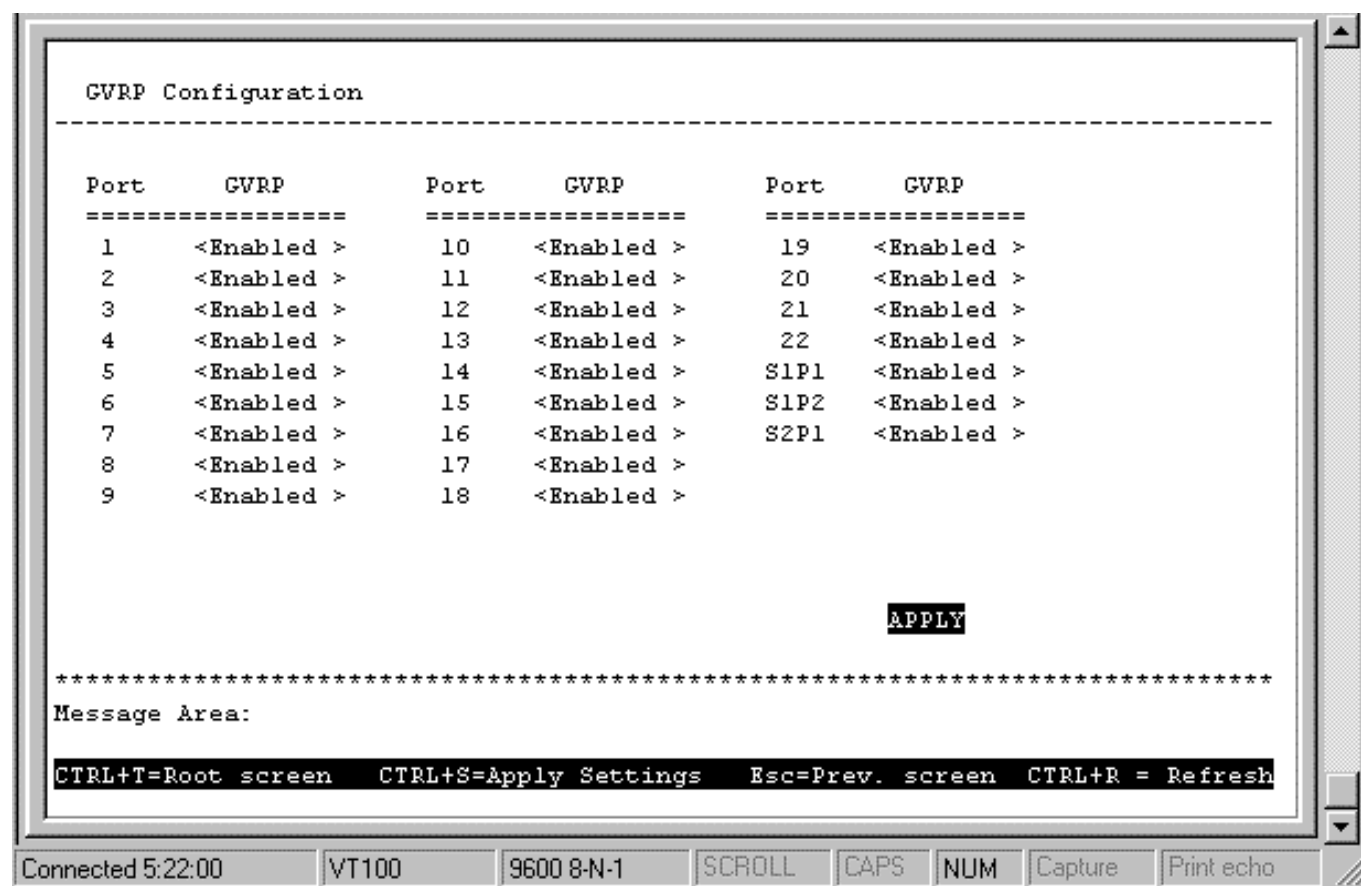 GVRP Configuration
--------------------------------------------------------------------------------
Port GVRP Port GVRP Port GVRP
================= ================= =================
1 <Enabled > 10 <Enabled > 19 <Enabled >
2 <Enabled > 11 <Enabled > 20 <Enabled >
3 <Enabled > 12 <Enabled > 21 <Enabled >
4 <Enabled > 13 <Enabled > 22 <Enabled >
5 <Enabled > 14 <Enabled > S1P1 <Enabled >
6 <Enabled > 15 <Enabled > S1P2 <Enabled >
7 <Enabled > 16 <Enabled > S2P1 <Enabled >
8 <Enabled > 17 <Enabled >
9 <Enabled > 18 <Enabled >
APPLY
*******************************************************************************
Message Area:
CTRL+T=Root screen CTRL+S=Apply Settings Esc=Prev. screen CTRL+R = Refresh
Connected 5:22:00 VT100 9600 8-N-1 SCROLL CAPS NUM Capture Print echo